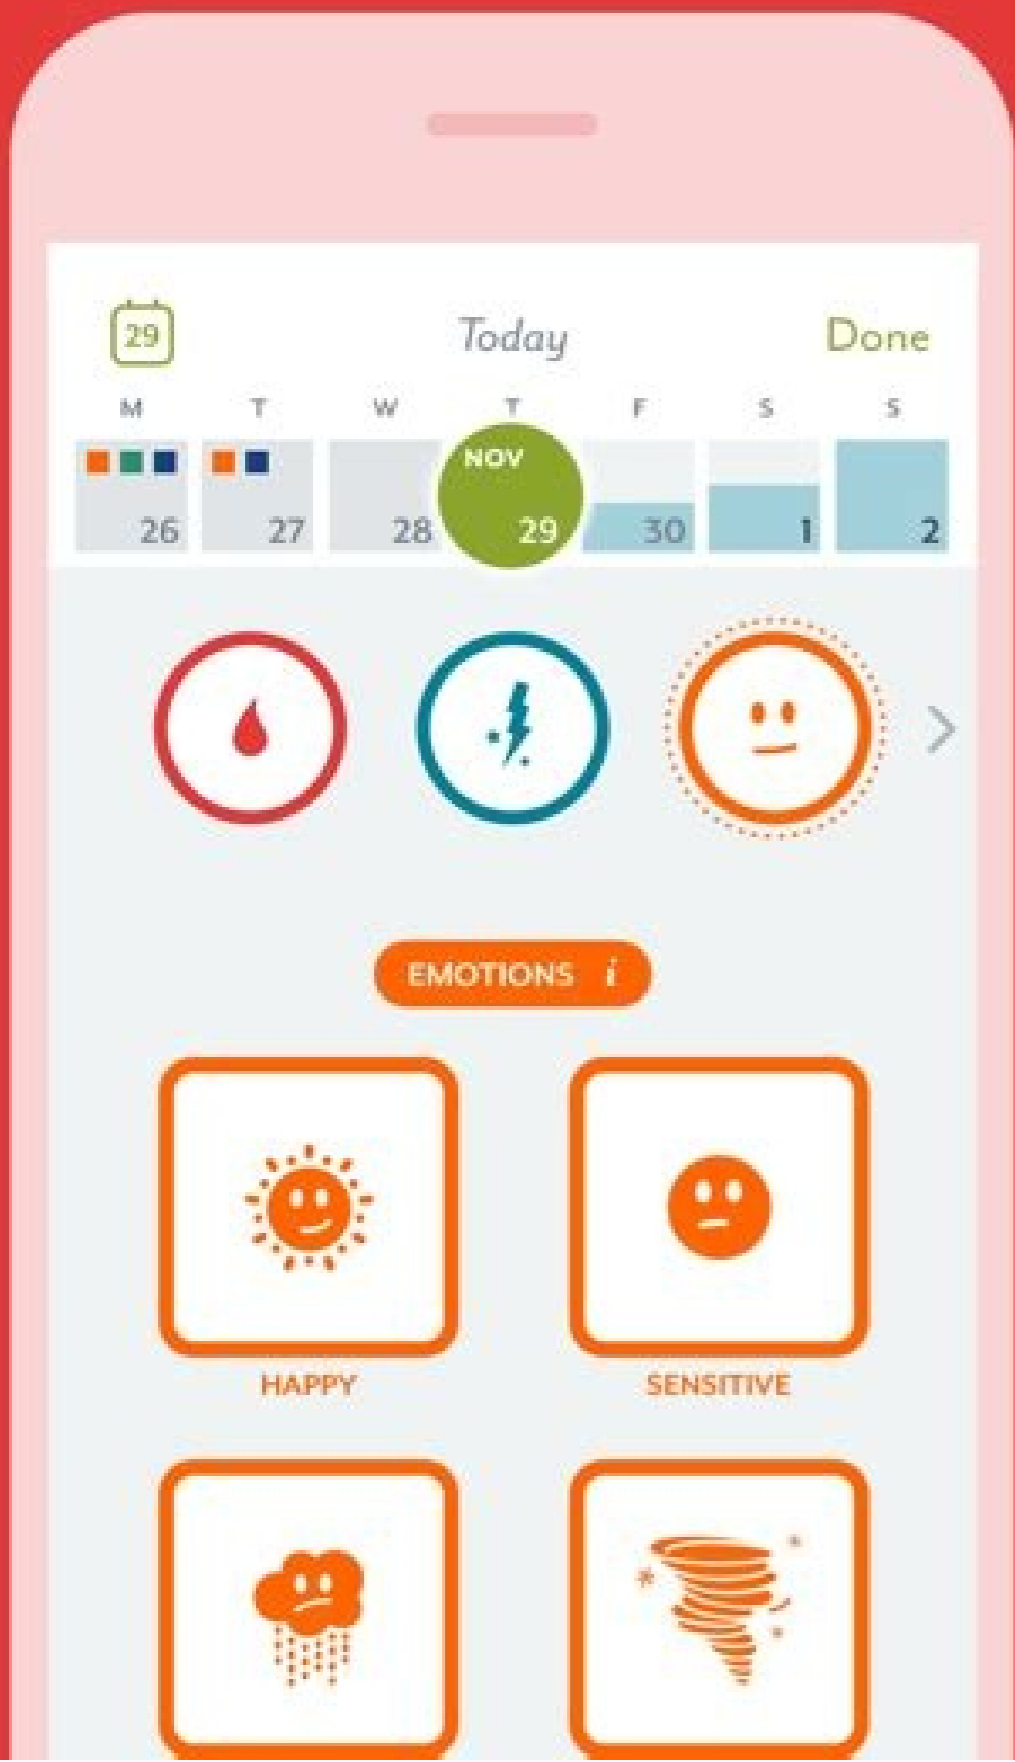 29 Today Done
M T W T F S S
NOV
26 27 28 29 30 1 2
EMOTIONS i
HAPPY SENSITIVE